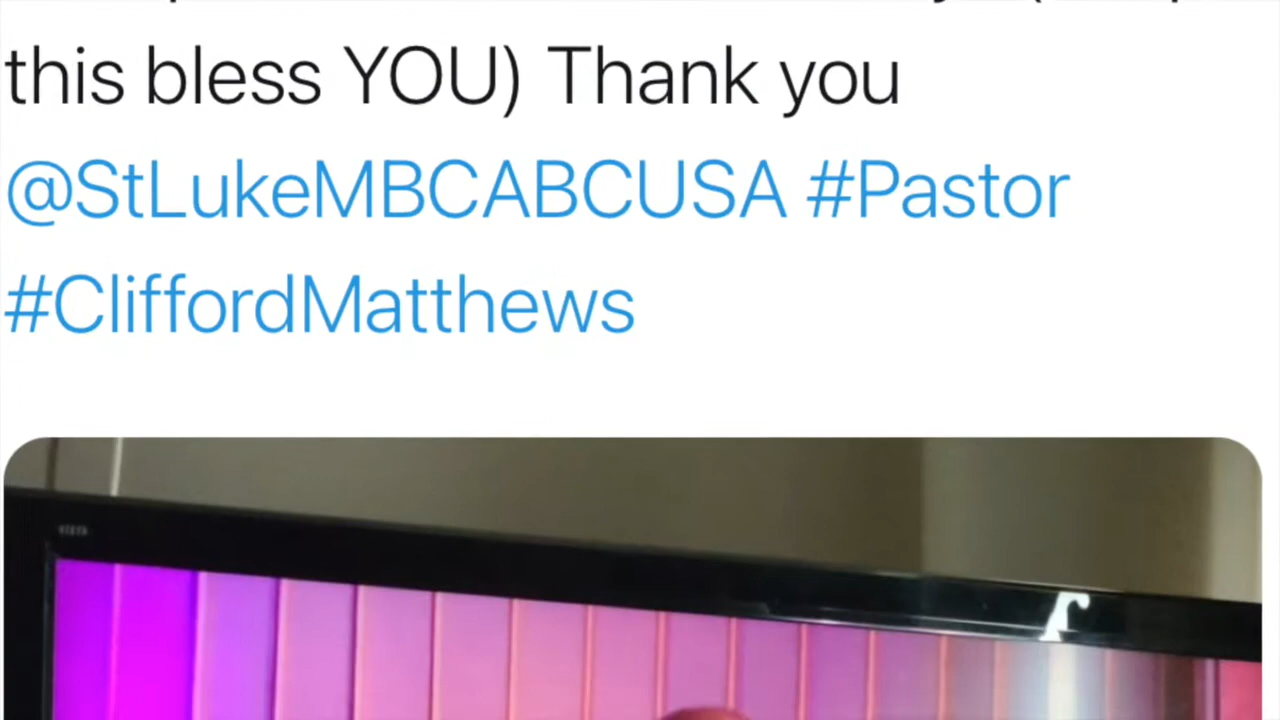 this bless YOU) Thank you
@StLukeMBCABCUSA #Pastor
#CliffordMatthews